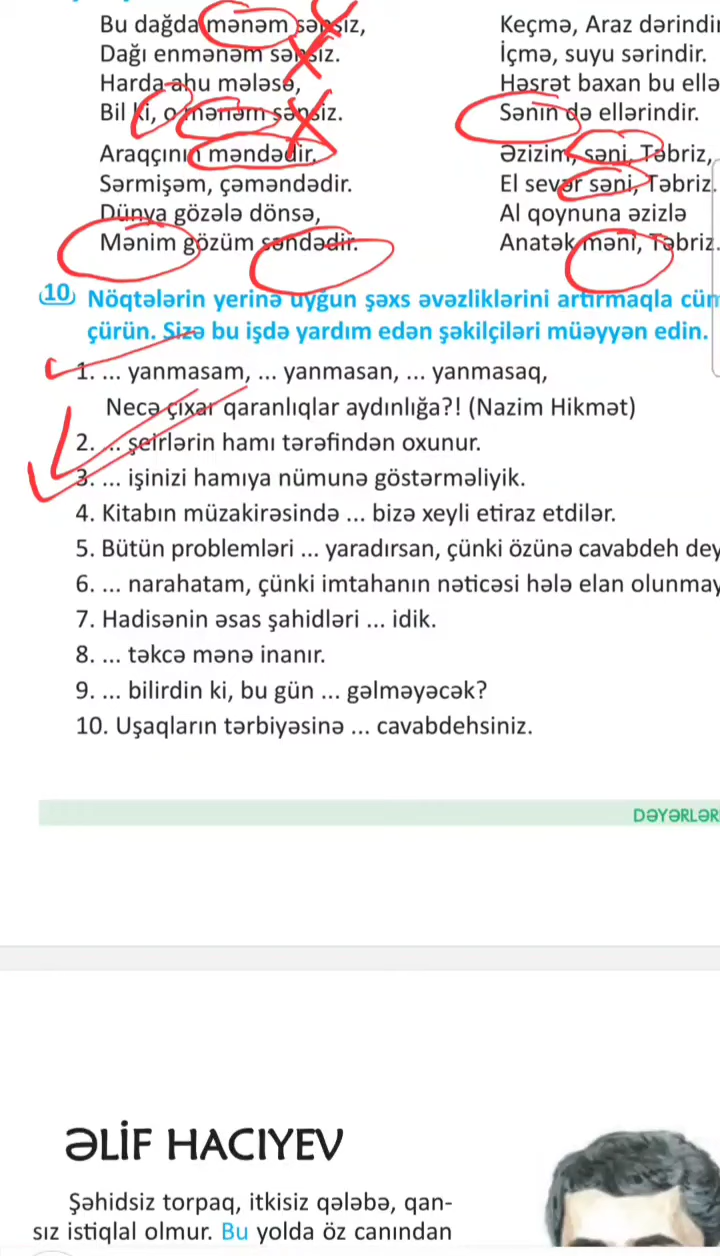 Bu dağda mənəm sənsiz,
Dağı enmənəm sənsiz.
Harda ahu mələsə,
Bil ki, o mənəm sənsiz.
Araqçının məndədir,
Sərmişəm, çəməndədir.
Dünya gözələ dönsə,
Mənim gözüm səndədir.
Keçmə, Araz dərindir
İçmə, suyu sərindir.
Həsrət baxan bu ellə
Sənin də ellərindir.
Əzizim, səni, Təbriz,
El sevər səni, Təbriz.
Al qoynuna əzizlə
Anatək məni, Təbriz.
10 Nöqtələrin yerinə uyğun şəxs əvəzliklərini artırmaqla cüm
çürün. Sizə bu işdə yardım edən şəkilçiləri müəyyən edin.
1. ... yanmasam, ... yanmasan, ... yanmasaq,
Necə çıxar qaranlıqlar aydınlığa?! (Nazim Hikmət)
2. ... şeirlərin hamı tərəfindən oxunur.
3. ... işinizi hamıya nümunə göstərməliyik.
4. Kitabın müzakirəsində ... bizə xeyli etiraz etdilər.
5. Bütün problemləri ... yaradırsan, çünki özünə cavabdeh dey
6. ... narahatam, çünki imtahanın nəticəsi hələ elan olunmay
7. Hadisənin əsas şahidləri ... idik.
8. ... təkcə mənə inanır.
9. ... bilirdin ki, bu gün ... gəlməyəcək?
10. Uşaqların tərbiyəsinə ... cavabdehsiniz.
DƏYƏRLƏR
ƏLİF HACIYEV
Şəhidsiz torpaq, itkisiz qələbə, qan-
sız istiqlal olmur. Bu yolda öz canından